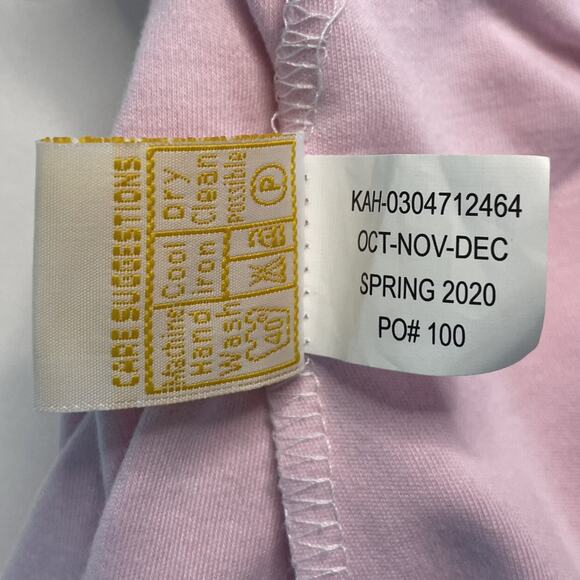 CARE SUGGESTIONS
Machine
Hand
Wash
Cool
Iron
Dry
Clean
possible
P
40
KAH-0304712464
OCT-NOV-DEC
SPRING 2020
PO# 100